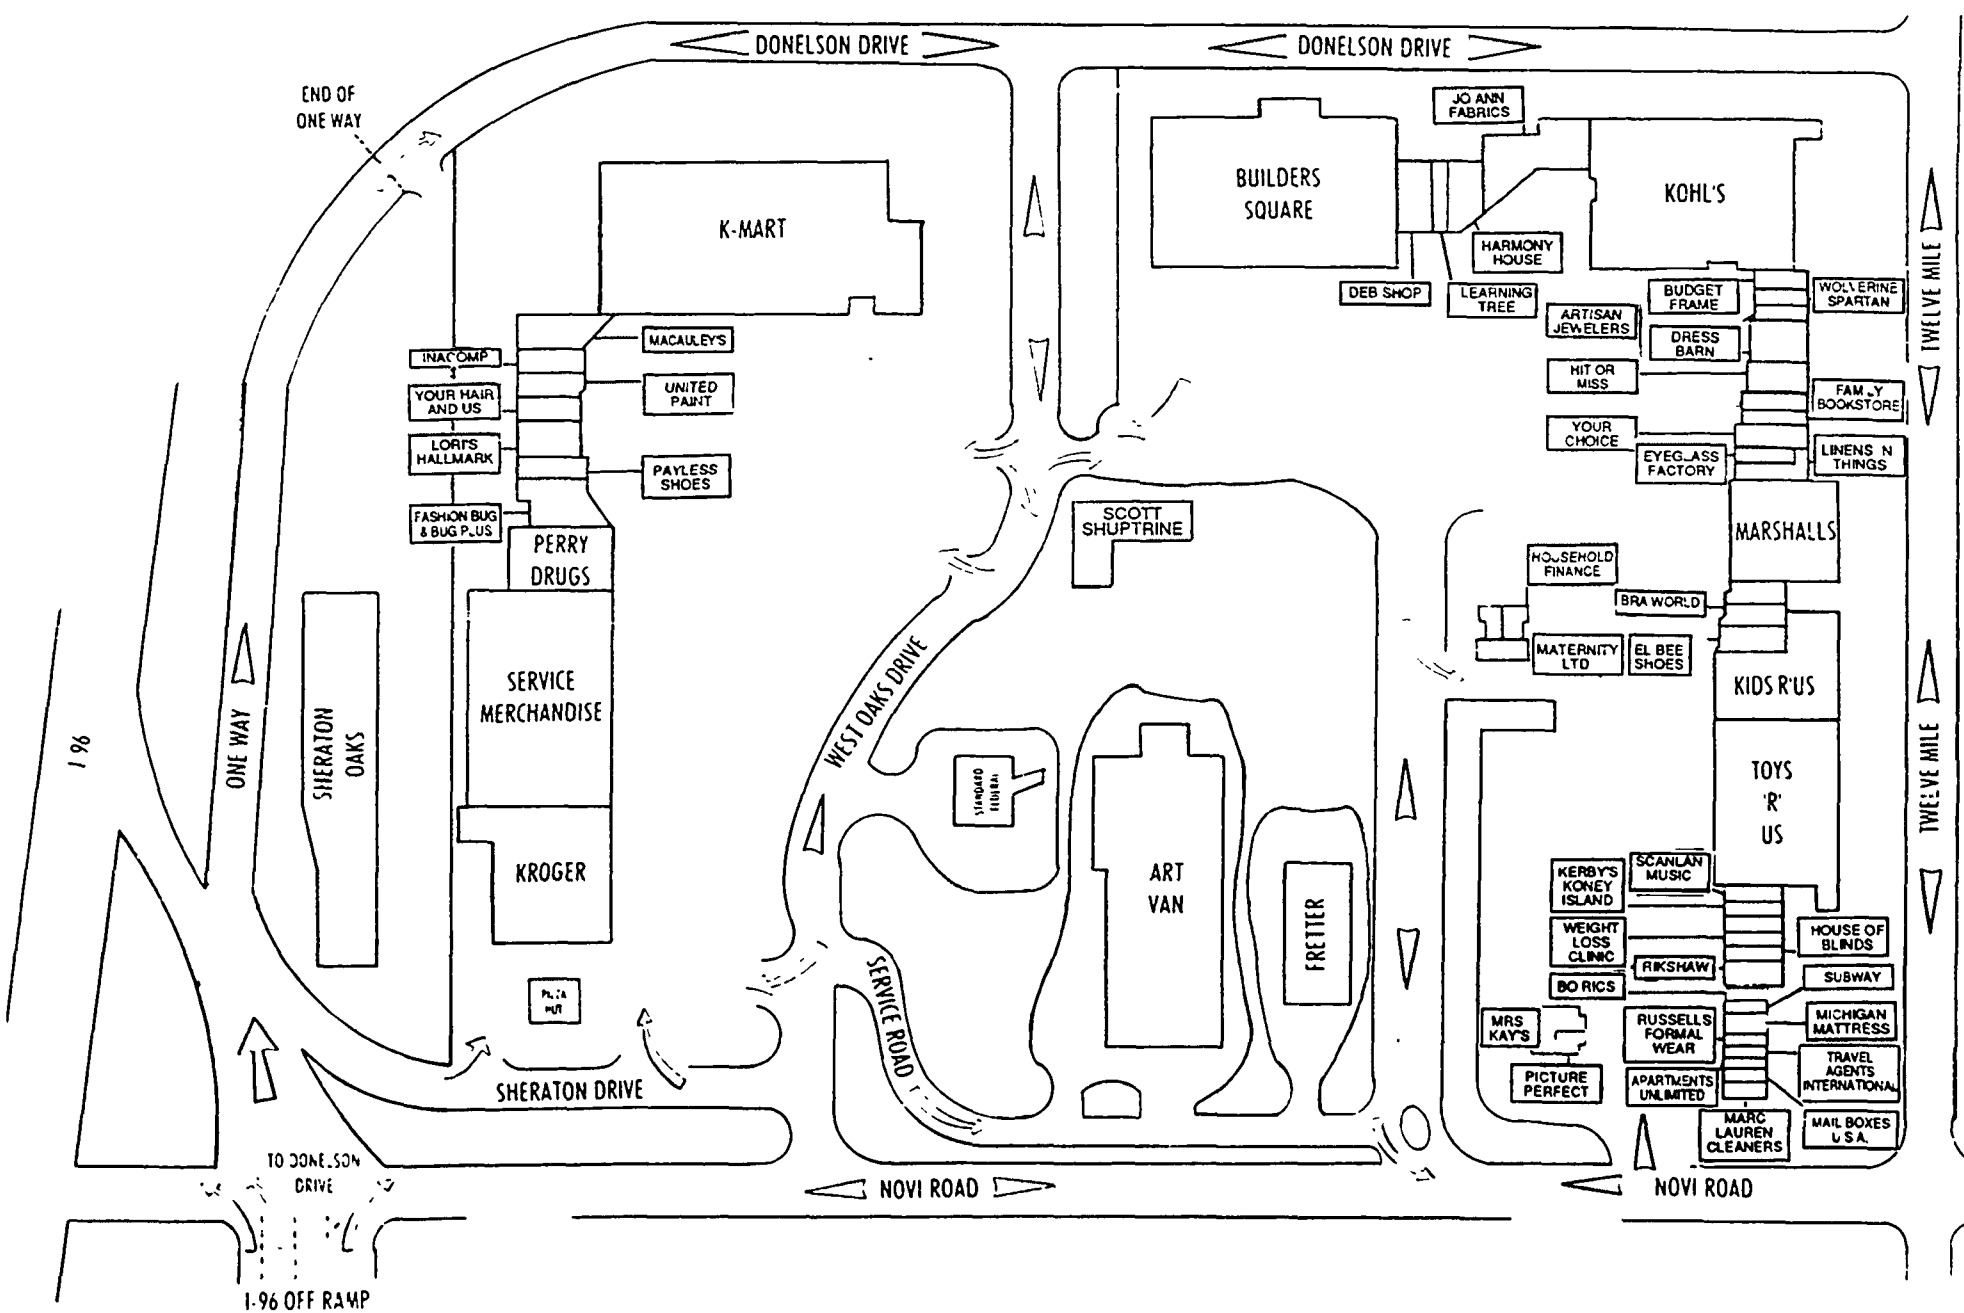 DONELSON DRIVE
DONELSON DRIVE
END OF
ONE WAY
JO ANN
FABRICS
K-MART
BUILDERS
SQUARE
KOHL'S
HARMONY
HOUSE
DEB SHOP
LEARNING
TREE
BUDGET
FRAME
WOLVERINE
SPARTAN
ARTISAN
JEWELERS
DRESS
BARN
HIT OR
MISS
FAMILY
BOOKSTORE
YOUR
CHOICE
EYEGLASS
FACTORY
LINENS 'N
THINGS
TWELVE MILE
MACAULEY'S
INACOMP
UNITED
PAINT
YOUR HAIR
AND US
LORI'S
HALLMARK
PAYLESS
SHOES
FASHION BUG
& BUG PLUS
PERRY
DRUGS
SERVICE
MERCHANDISE
KROGER
SHERATON
OAKS
ONE WAY
I-96
SCOTT
SHUPTRINE
MARSHALLS
HOUSEHOLD
FINANCE
BRA WORLD
MATERNITY
LTD
EL BEE
SHOES
KIDS R'US
TOYS
'R'
US
TWELVE MILE
WEST OAKS DRIVE
STANDARD
FEDERAL
ART
VAN
FRETTER
SCANLAN
MUSIC
KERBY'S
KONEY
ISLAND
WEIGHT
LOSS
CLINIC
HOUSE OF
BLINDS
RIKSHAW
SUBWAY
BO RICS
MRS
KAY'S
RUSSELLS
FORMAL
WEAR
MICHIGAN
MATTRESS
PICTURE
PERFECT
APARTMENTS
UNLIMITED
TRAVEL
AGENTS
INTERNATIONAL
MARC
LAUREN
CLEANERS
MAIL BOXES
U.S.A.
PIZZA
HUT
SERVICE ROAD
SHERATON DRIVE
TO DONELSON
DRIVE
NOVI ROAD
NOVI ROAD
I-96 OFF RAMP